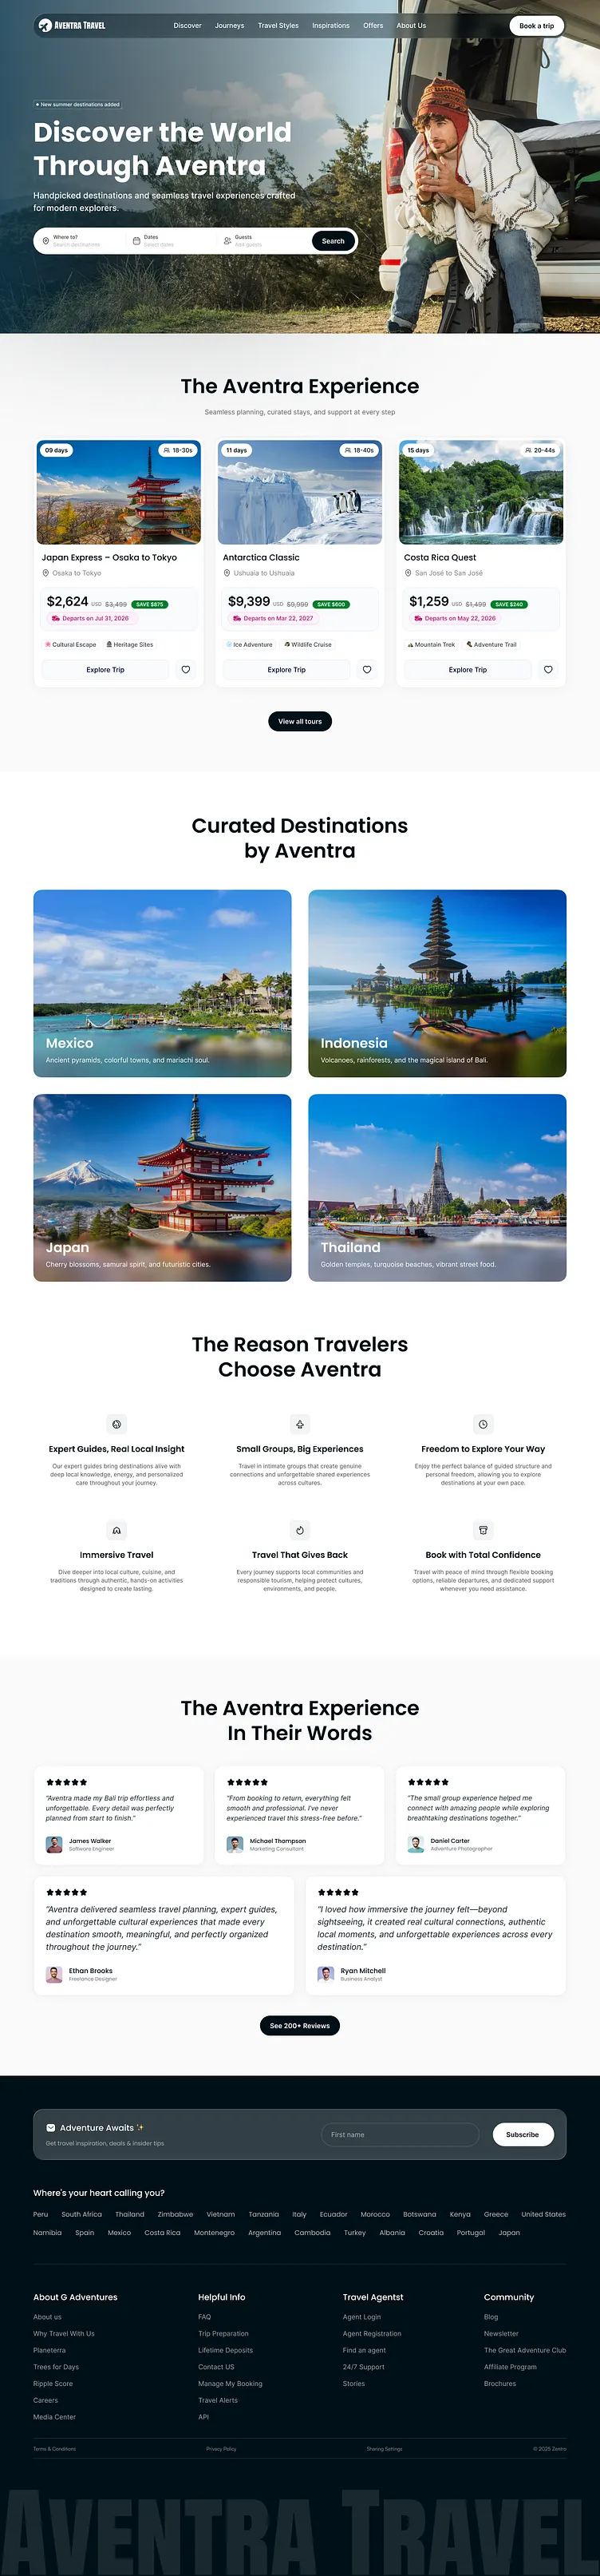 Aventra Travel
Discover Journeys Travel Styles Inspirations Offers About Us
Book a trip
New summer destinations added
Discover the World
Through Aventra
Handpicked destinations and seamless travel experiences crafted
for modern explorers.
Where to? Dates Guests
Search destinations Select dates Add guests
Search
The Aventra Experience
Seamless planning, curated stays, and support at every step
09 days 18-30s
Japan Express – Osaka to Tokyo
Osaka to Tokyo
$2,624 USD $3,499 SAVE $875
Departs on Jul 31, 2026
Cultural Escape Heritage Sites
Explore Trip
11 days 18-40s
Antarctica Classic
Ushuaia to Ushuaia
$9,399 USD $9,999 SAVE $600
Departs on Mar 22, 2027
Ice Adventure Wildlife Cruise
Explore Trip
15 days 20-44s
Costa Rica Quest
San José to San José
$1,259 USD $1,499 SAVE $240
Departs on May 22, 2026
Mountain Trek Adventure Trail
Explore Trip
View all tours
Curated Destinations
by Aventra
Mexico
Ancient pyramids, colorful towns, and mariachi soul.
Indonesia
Volcanoes, rainforests, and the magical island of Bali.
Japan
Cherry blossoms, samurai spirit, and futuristic cities.
Thailand
Golden temples, turquoise beaches, vibrant street food.
The Reason Travelers
Choose Aventra
Expert Guides, Real Local Insight
Our expert guides bring destinations alive with
deep local knowledge, energy, and personalized
care throughout your journey.
Small Groups, Big Experiences
Travel in intimate groups that create genuine
connections and unforgettable shared experiences
across cultures.
Freedom to Explore Your Way
Enjoy the perfect balance of guided structure and
personal freedom, allowing you to explore
destinations at your own pace.
Immersive Travel
Dive deeper into local culture, cuisine, and
traditions through authentic, hands-on activities
designed to create lasting.
Travel That Gives Back
Every journey supports local communities and
responsible tourism, helping protect cultures,
environments, and people.
Book with Total Confidence
Travel with peace of mind through flexible booking
options, reliable departures, and dedicated support
whenever you need assistance.
The Aventra Experience
In Their Words
"Aventra made my Bali trip effortless and
unforgettable. Every detail was perfectly
planned from start to finish."
James Walker
Software Engineer
"From booking to return, everything felt
smooth and professional. I've never
experienced travel this stress-free before."
Michael Thompson
Marketing Consultant
"The small group experience helped me
connect with amazing people while exploring
breathtaking destinations together."
Daniel Carter
Adventure Photographer
"Aventra delivered seamless travel planning, expert guides,
and unforgettable cultural experiences that made every
destination smooth, meaningful, and perfectly organized
throughout the journey."
Ethan Brooks
Freelance Designer
"I loved how immersive the journey felt—beyond
sightseeing, it created real cultural connections, authentic
local moments, and unforgettable experiences across every
destination."
Ryan Mitchell
Business Analyst
See 200+ Reviews
Adventure Awaits
Get travel inspiration, deals & insider tips
First name
Subscribe
Where's your heart calling you?
Peru South Africa Thailand Zimbabwe Vietnam Tanzania Italy Ecuador Morocco Botswana Kenya Greece United States
Namibia Spain Mexico Costa Rica Montenegro Argentina Cambodia Turkey Albania Croatia Portugal Japan
About G Adventures
About us
Why Travel With Us
Planeterra
Trees for Days
Ripple Score
Careers
Media Center
Helpful Info
FAQ
Trip Preparation
Lifetime Deposits
Contact US
Manage My Booking
Travel Alerts
API
Travel Agentst
Agent Login
Agent Registration
Find an agent
24/7 Support
Stories
Community
Blog
Newsletter
The Great Adventure Club
Affiliate Program
Brochures
Terms & Conditions Privacy Policy Sharing Settings © 2025 Zentro
Aventra Travel